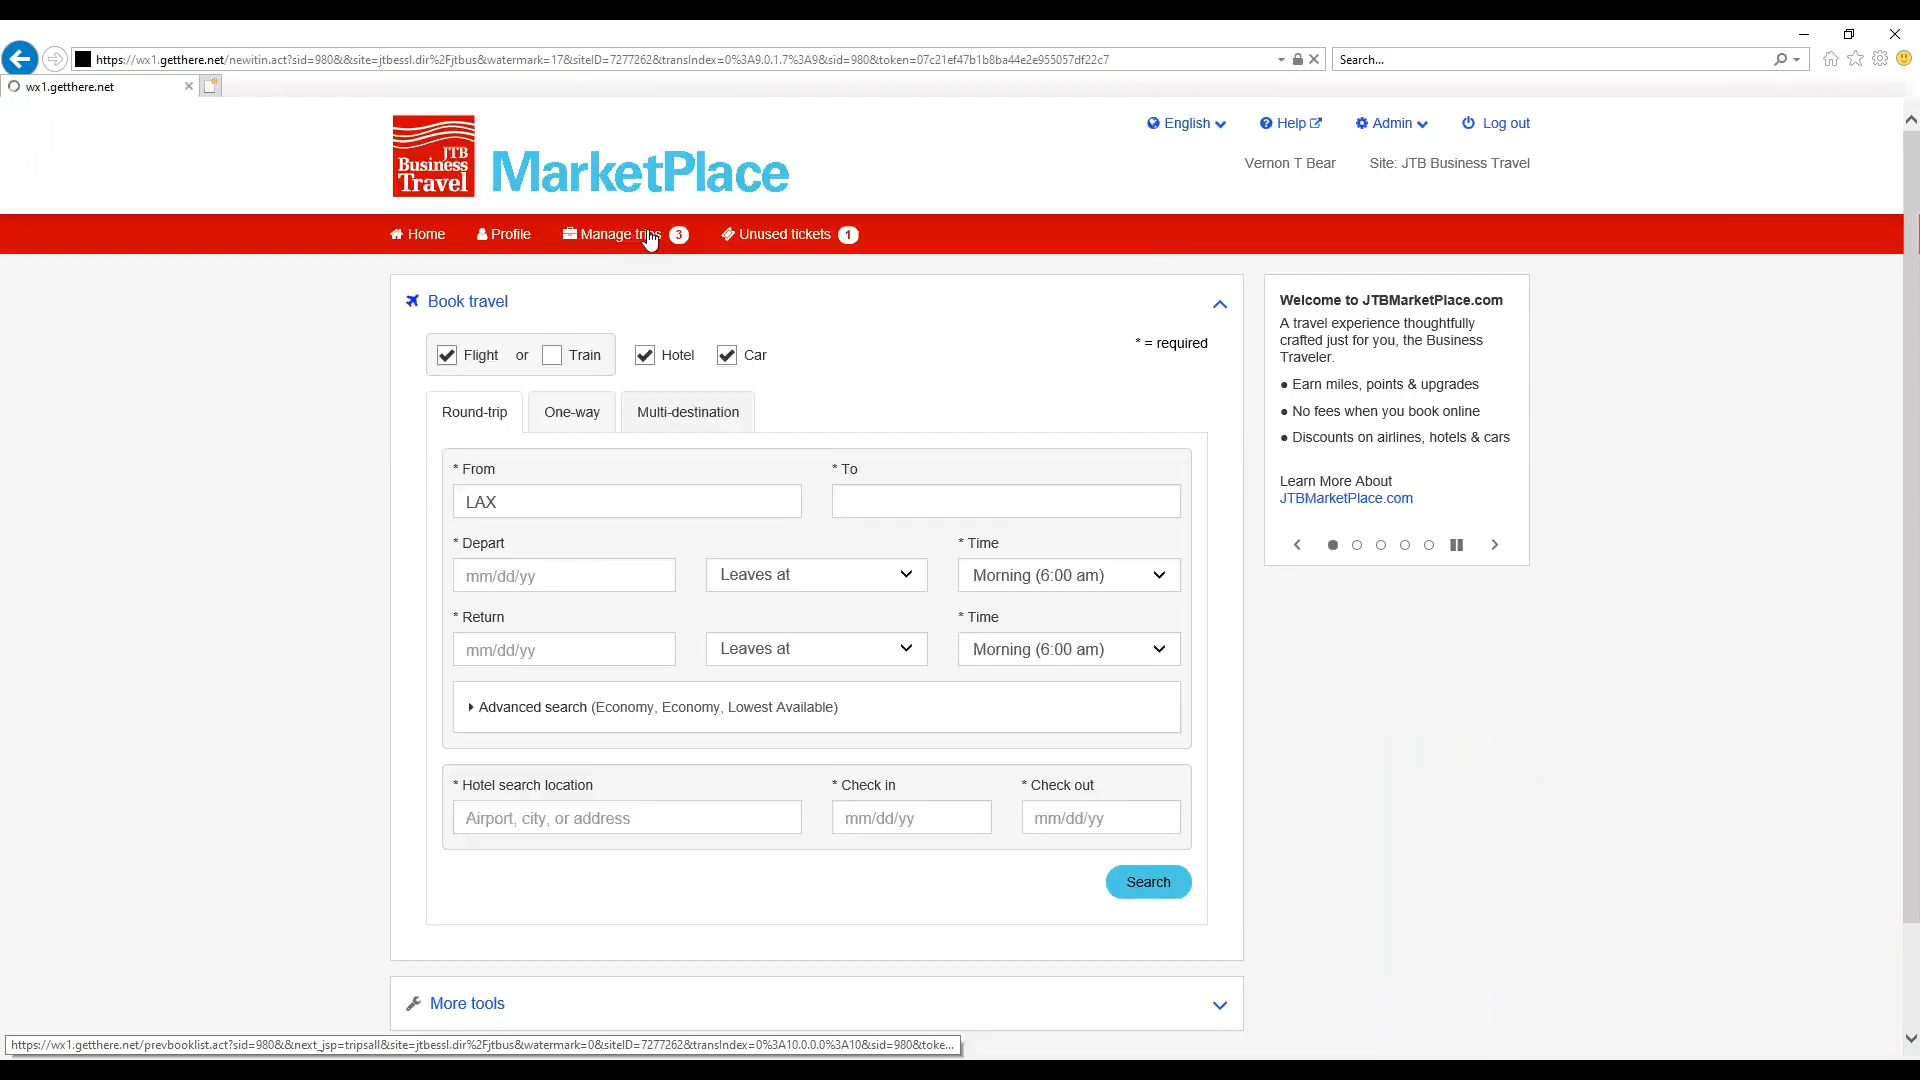 https://wx1.getthere.net/newitin.act?sid=980&&site=jtbessl.dir%2Fjtbus&watermark=17&siteID=7277262&transIndex=0%3A9.0.1.7%3A9&sid=980&token=07c21ef47b1b8ba44e2e955057df22c7
Search...
wx1.getthere.net
English
Help
Admin
Log out
JTB
Business
Travel
MarketPlace
Vernon T Bear
Site: JTB Business Travel
Home
Profile
Manage trips 3
Unused tickets 1
Book travel
Flight or Train Hotel Car
* = required
Round-trip
One-way
Multi-destination
* From
* To
LAX
* Depart
* Time
mm/dd/yy
Leaves at
Morning (6:00 am)
* Return
* Time
mm/dd/yy
Leaves at
Morning (6:00 am)
Advanced search (Economy, Economy, Lowest Available)
* Hotel search location
* Check in
* Check out
Airport, city, or address
mm/dd/yy
mm/dd/yy
Search
More tools
Welcome to JTBMarketPlace.com
A travel experience thoughtfully
crafted just for you, the Business
Traveler.
● Earn miles, points & upgrades
● No fees when you book online
● Discounts on airlines, hotels & cars
Learn More About
JTBMarketPlace.com
https://wx1.getthere.net/prevbooklist.act?sid=980&&next_jsp=tripsall&site=jtbessl.dir%2Fjtbus&watermark=0&siteID=7277262&transIndex=0%3A10.0.0.0%3A10&sid=980&toke...